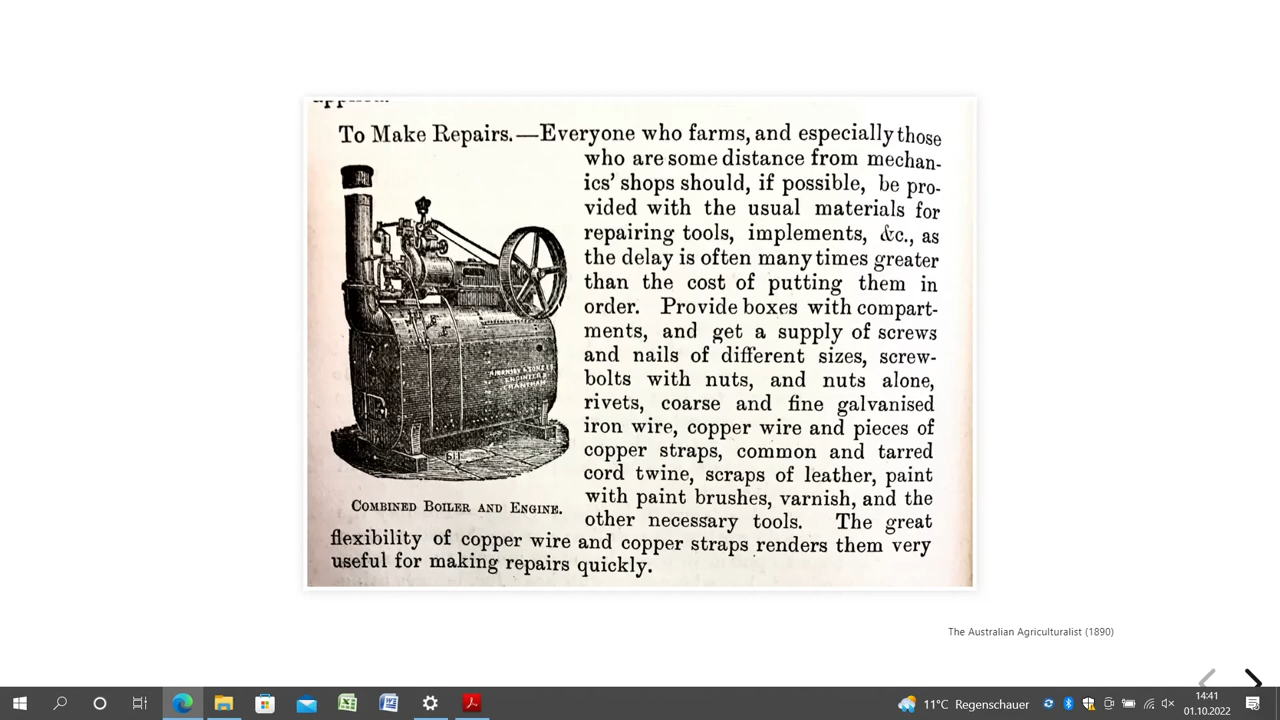 To Make Repairs.—Everyone who farms, and especially those
who are some distance from mechan-
ics' shops should, if possible, be pro-
vided with the usual materials for
repairing tools, implements, &c., as
the delay is often many times greater
than the cost of putting them in
order. Provide boxes with compart-
ments, and get a supply of screws
and nails of different sizes, screw-
bolts with nuts, and nuts alone,
rivets, coarse and fine galvanised
iron wire, copper wire and pieces of
copper straps, common and tarred
cord twine, scraps of leather, paint
with paint brushes, varnish, and the
other necessary tools. The great
flexibility of copper wire and copper straps renders them very
useful for making repairs quickly.
COMBINED BOILER AND ENGINE.
The Australian Agriculturalist (1890)
11°C Regenschauer
14:41
01.10.2022